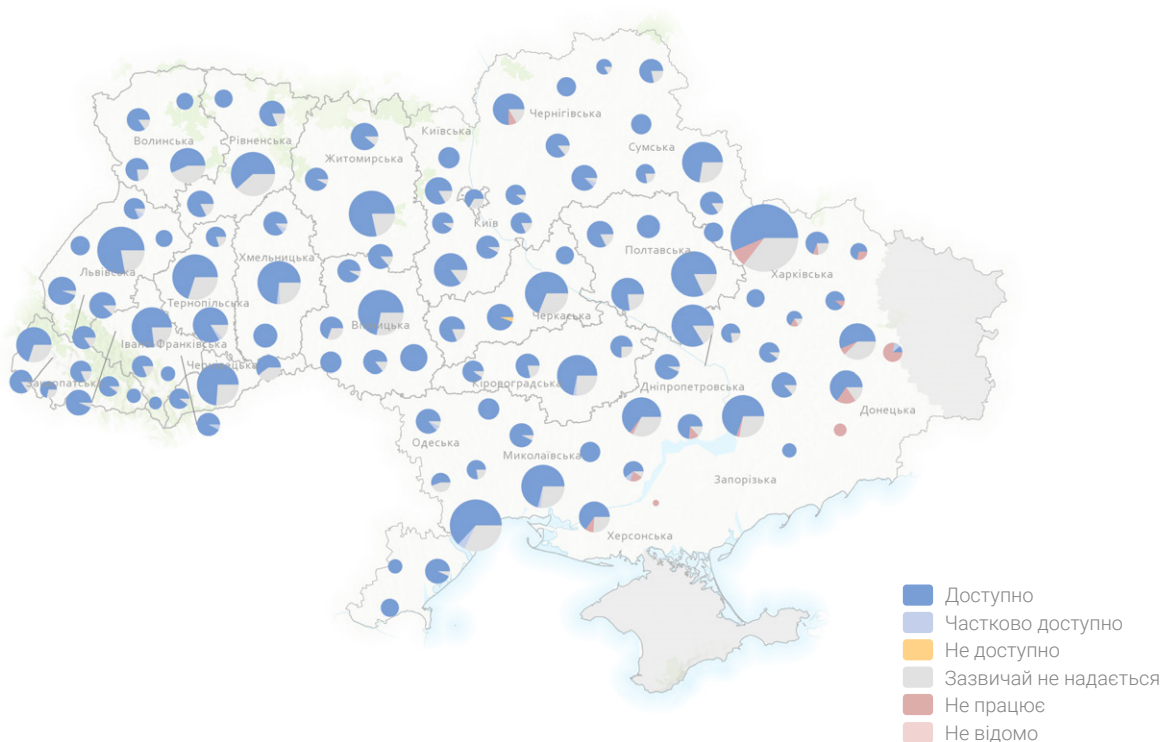 Чернігівська
Київська
Волинська
Рівненська
Житомирська
Сумська
Київ
Полтавська
Хмельницька
Львівська
Харківська
Тернопільська
Черкаська
Вінницька
Івано-Франківська
Чернівецька
Закарпатська
Кіровоградська
Дніпропетровська
Донецька
Одеська
Миколаївська
Запорізька
Херсонська
Доступно
Частково доступно
Не доступно
Зазвичай не надається
Не працює
Не відомо